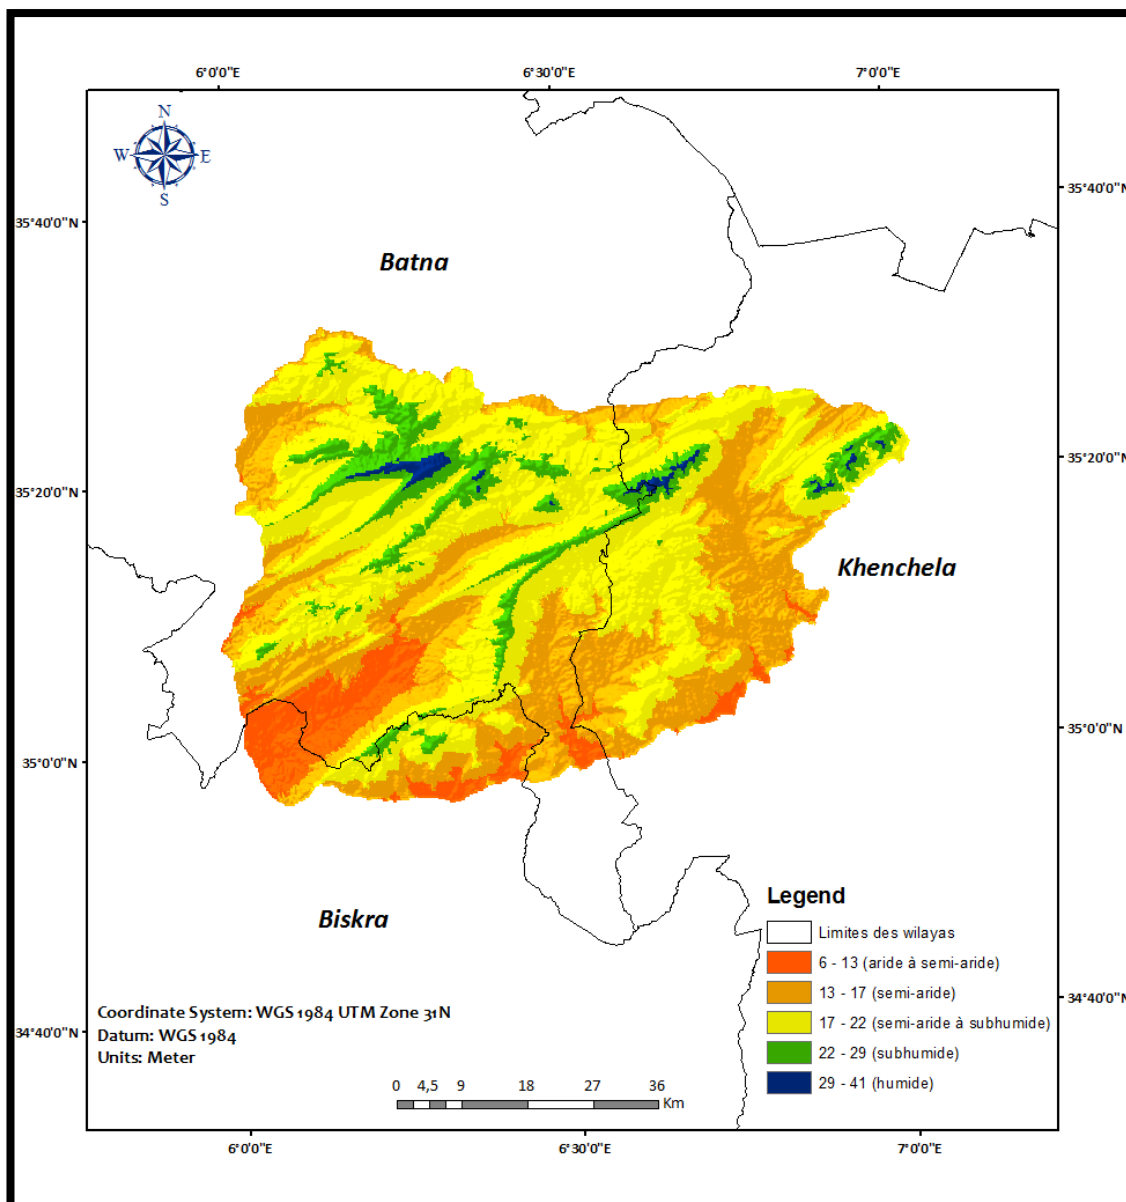 6°0'0"E 6°30'0"E 7°0'0"E
N
W E
S
35°40'0"N
35°40'0"N
Batna
35°20'0"N
35°20'0"N
Khenchela
35°0'0"N
35°0'0"N
Biskra
Legend
Limites des wilayas
6 - 13 (aride à semi-aride)
13 - 17 (semi-aride)
17 - 22 (semi-aride à subhumide)
22 - 29 (subhumide)
29 - 41 (humide)
34°40'0"N
34°40'0"N
Coordinate System: WGS 1984 UTM Zone 31N
Datum: WGS 1984
Units: Meter
0 4,5 9 18 27 36
Km
6°0'0"E 6°30'0"E 7°0'0"E